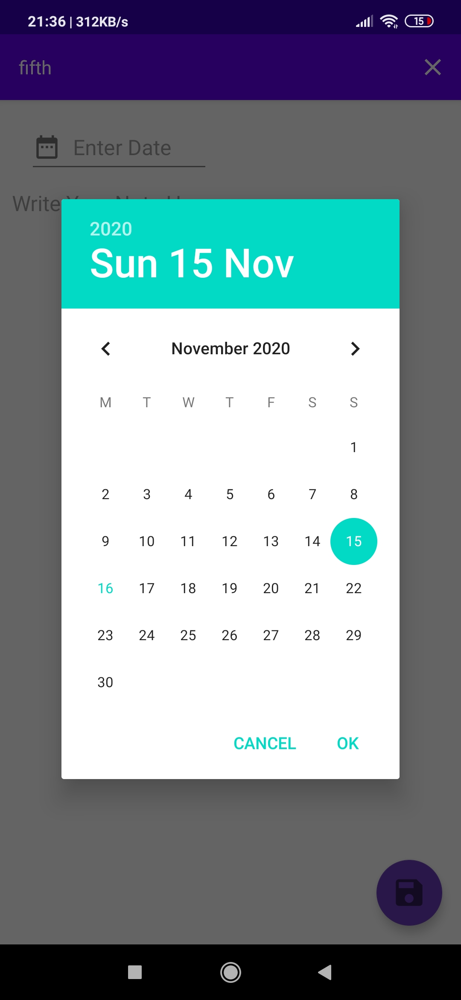 21:36 | 312KB/s 15
fifth
Enter Date
Write
2020
Sun 15 Nov
November 2020
M T W T F S S
1
2 3 4 5 6 7 8
9 10 11 12 13 14 15
16 17 18 19 20 21 22
23 24 25 26 27 28 29
30
CANCEL OK